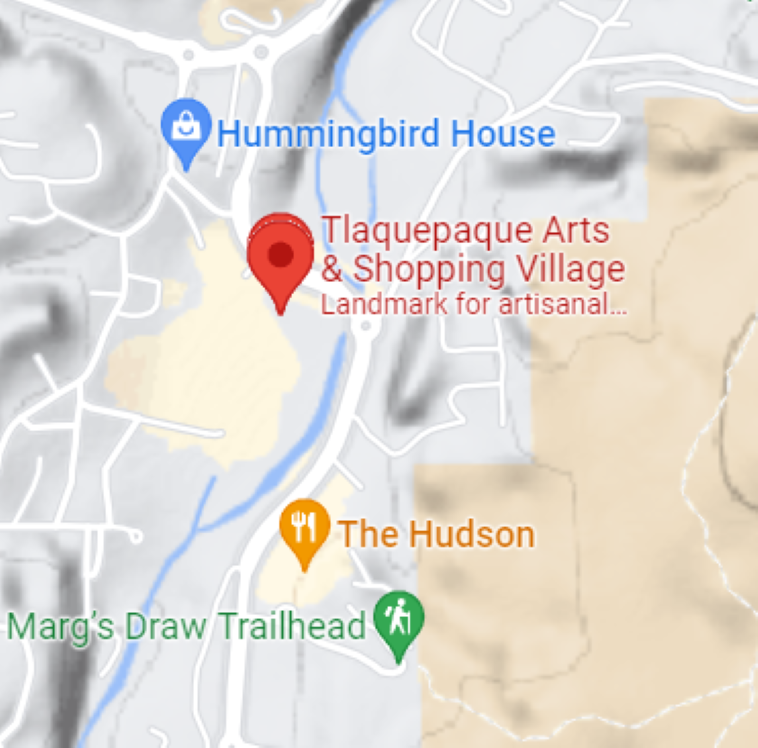 Hummingbird House
Tlaquepaque Arts
& Shopping Village
Landmark for artisanal...
The Hudson
Marg's Draw Trailhead